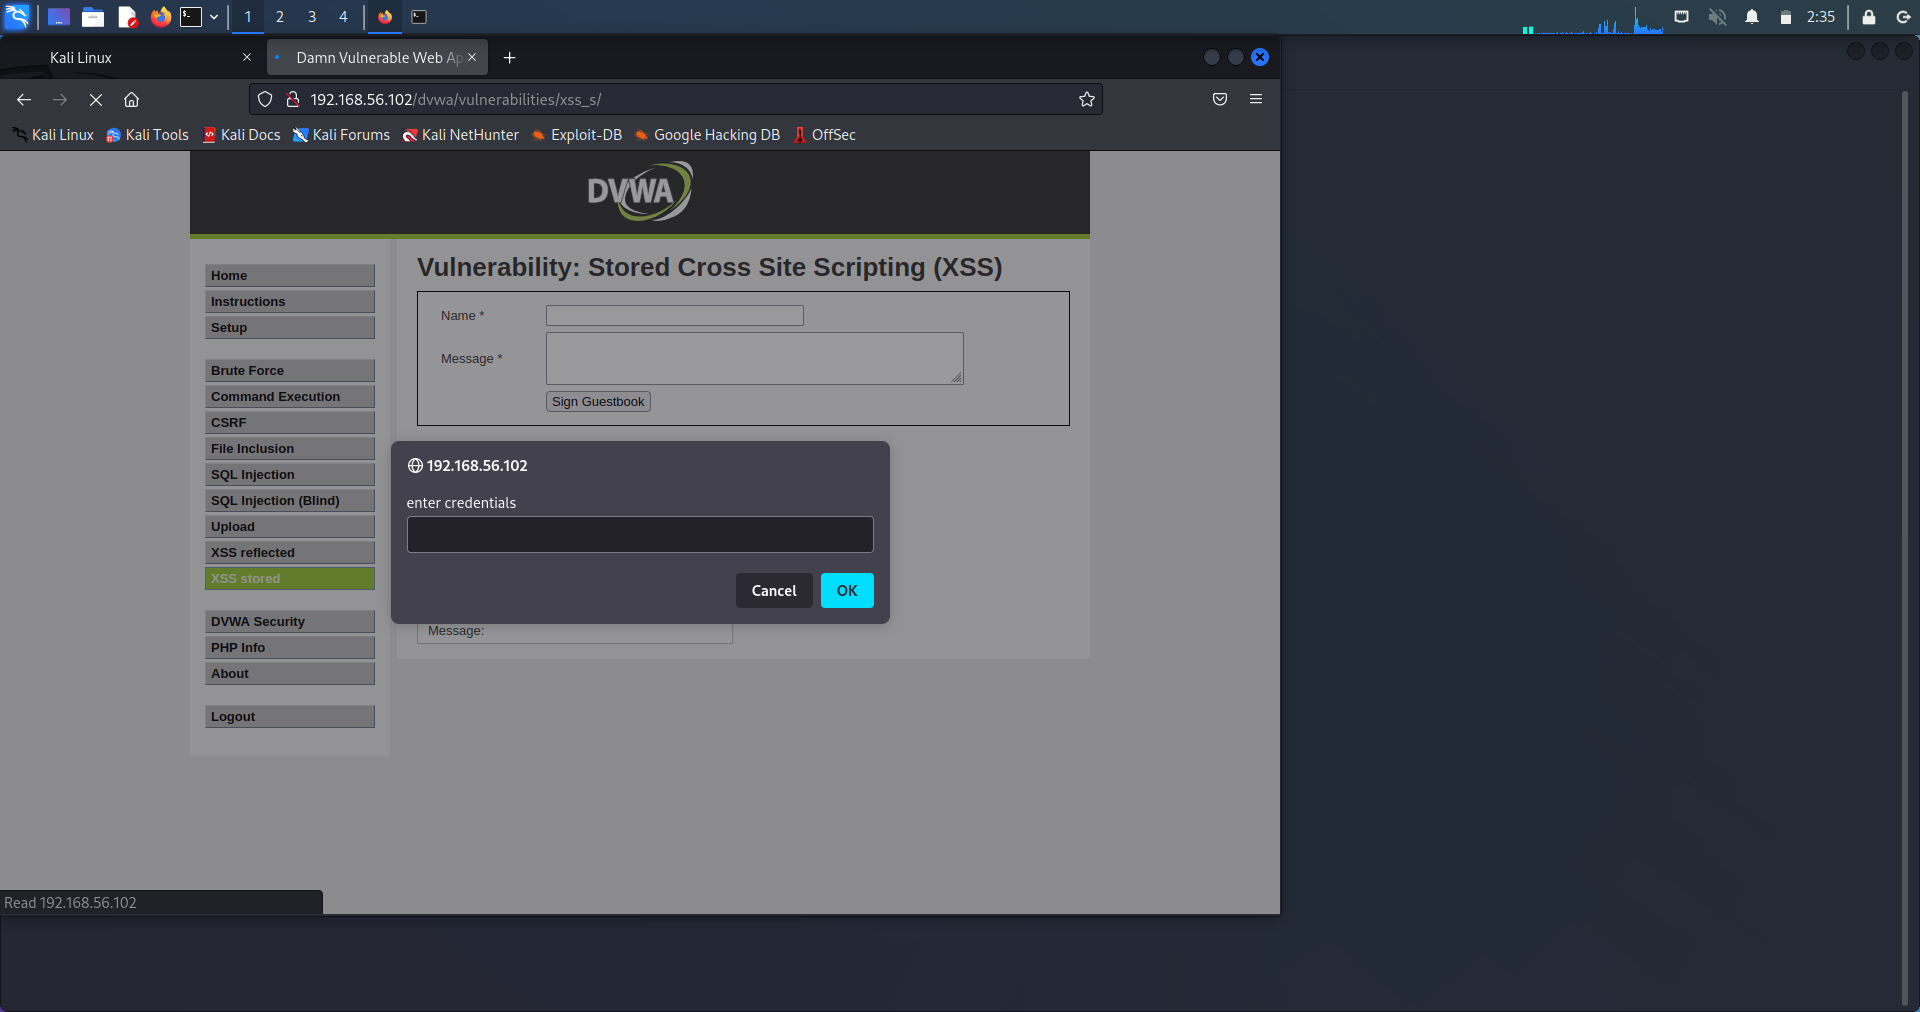 1 2 3 4 2:35
Kali Linux
Damn Vulnerable Web Ap
192.168.56.102/dvwa/vulnerabilities/xss_s/
Kali Linux Kali Tools Kali Docs Kali Forums Kali NetHunter Exploit-DB Google Hacking DB OffSec
DVWA
Home
Instructions
Setup
Brute Force
Command Execution
CSRF
File Inclusion
SQL Injection
SQL Injection (Blind)
Upload
XSS reflected
XSS stored
DVWA Security
PHP Info
About
Logout
Vulnerability: Stored Cross Site Scripting (XSS)
Name *
Message *
Sign Guestbook
192.168.56.102
enter credentials
Cancel OK
Message:
Read 192.168.56.102